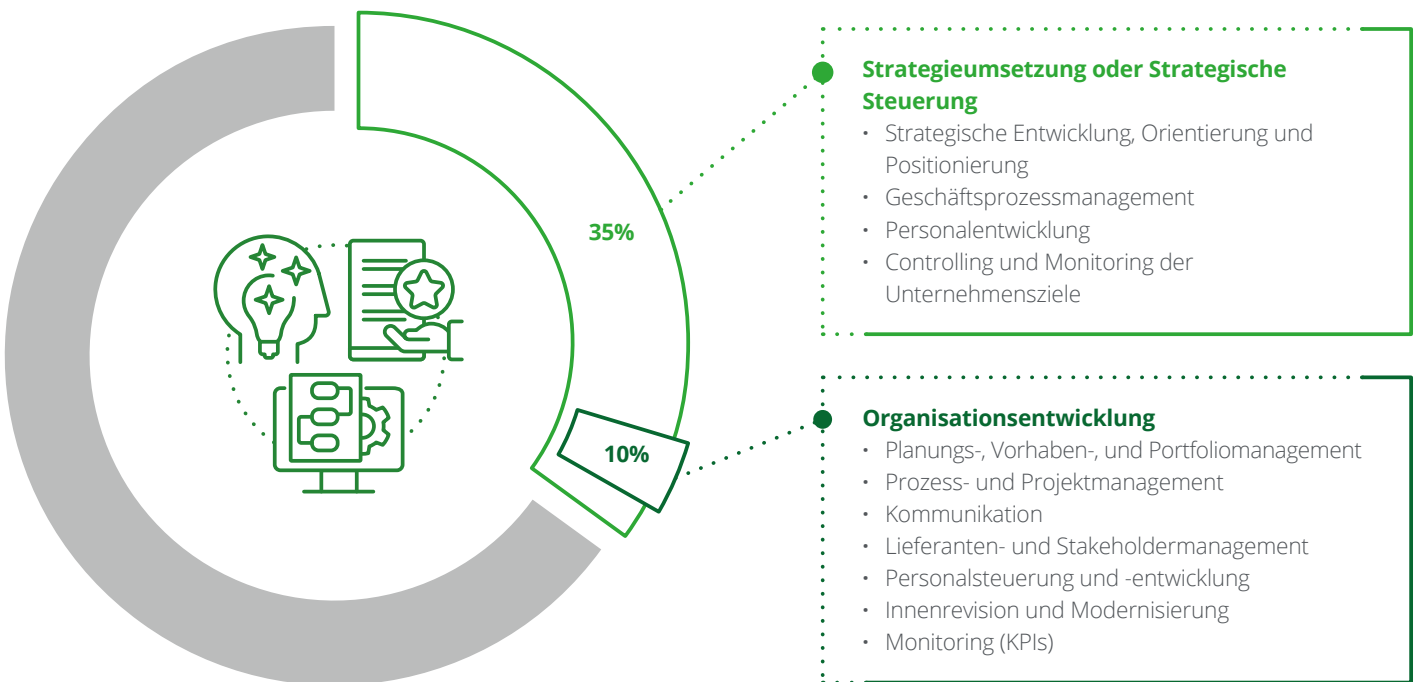 35%
10%
Strategieumsetzung oder Strategische
Steuerung
• Strategische Entwicklung, Orientierung und
Positionierung
• Geschäftsprozessmanagement
• Personalentwicklung
• Controlling und Monitoring der
Unternehmensziele
Organisationsentwicklung
• Planungs-, Vorhaben-, und Portfoliomanagement
• Prozess- und Projektmanagement
• Kommunikation
• Lieferanten- und Stakeholdermanagement
• Personalsteuerung und -entwicklung
• Innenrevision und Modernisierung
• Monitoring (KPIs)